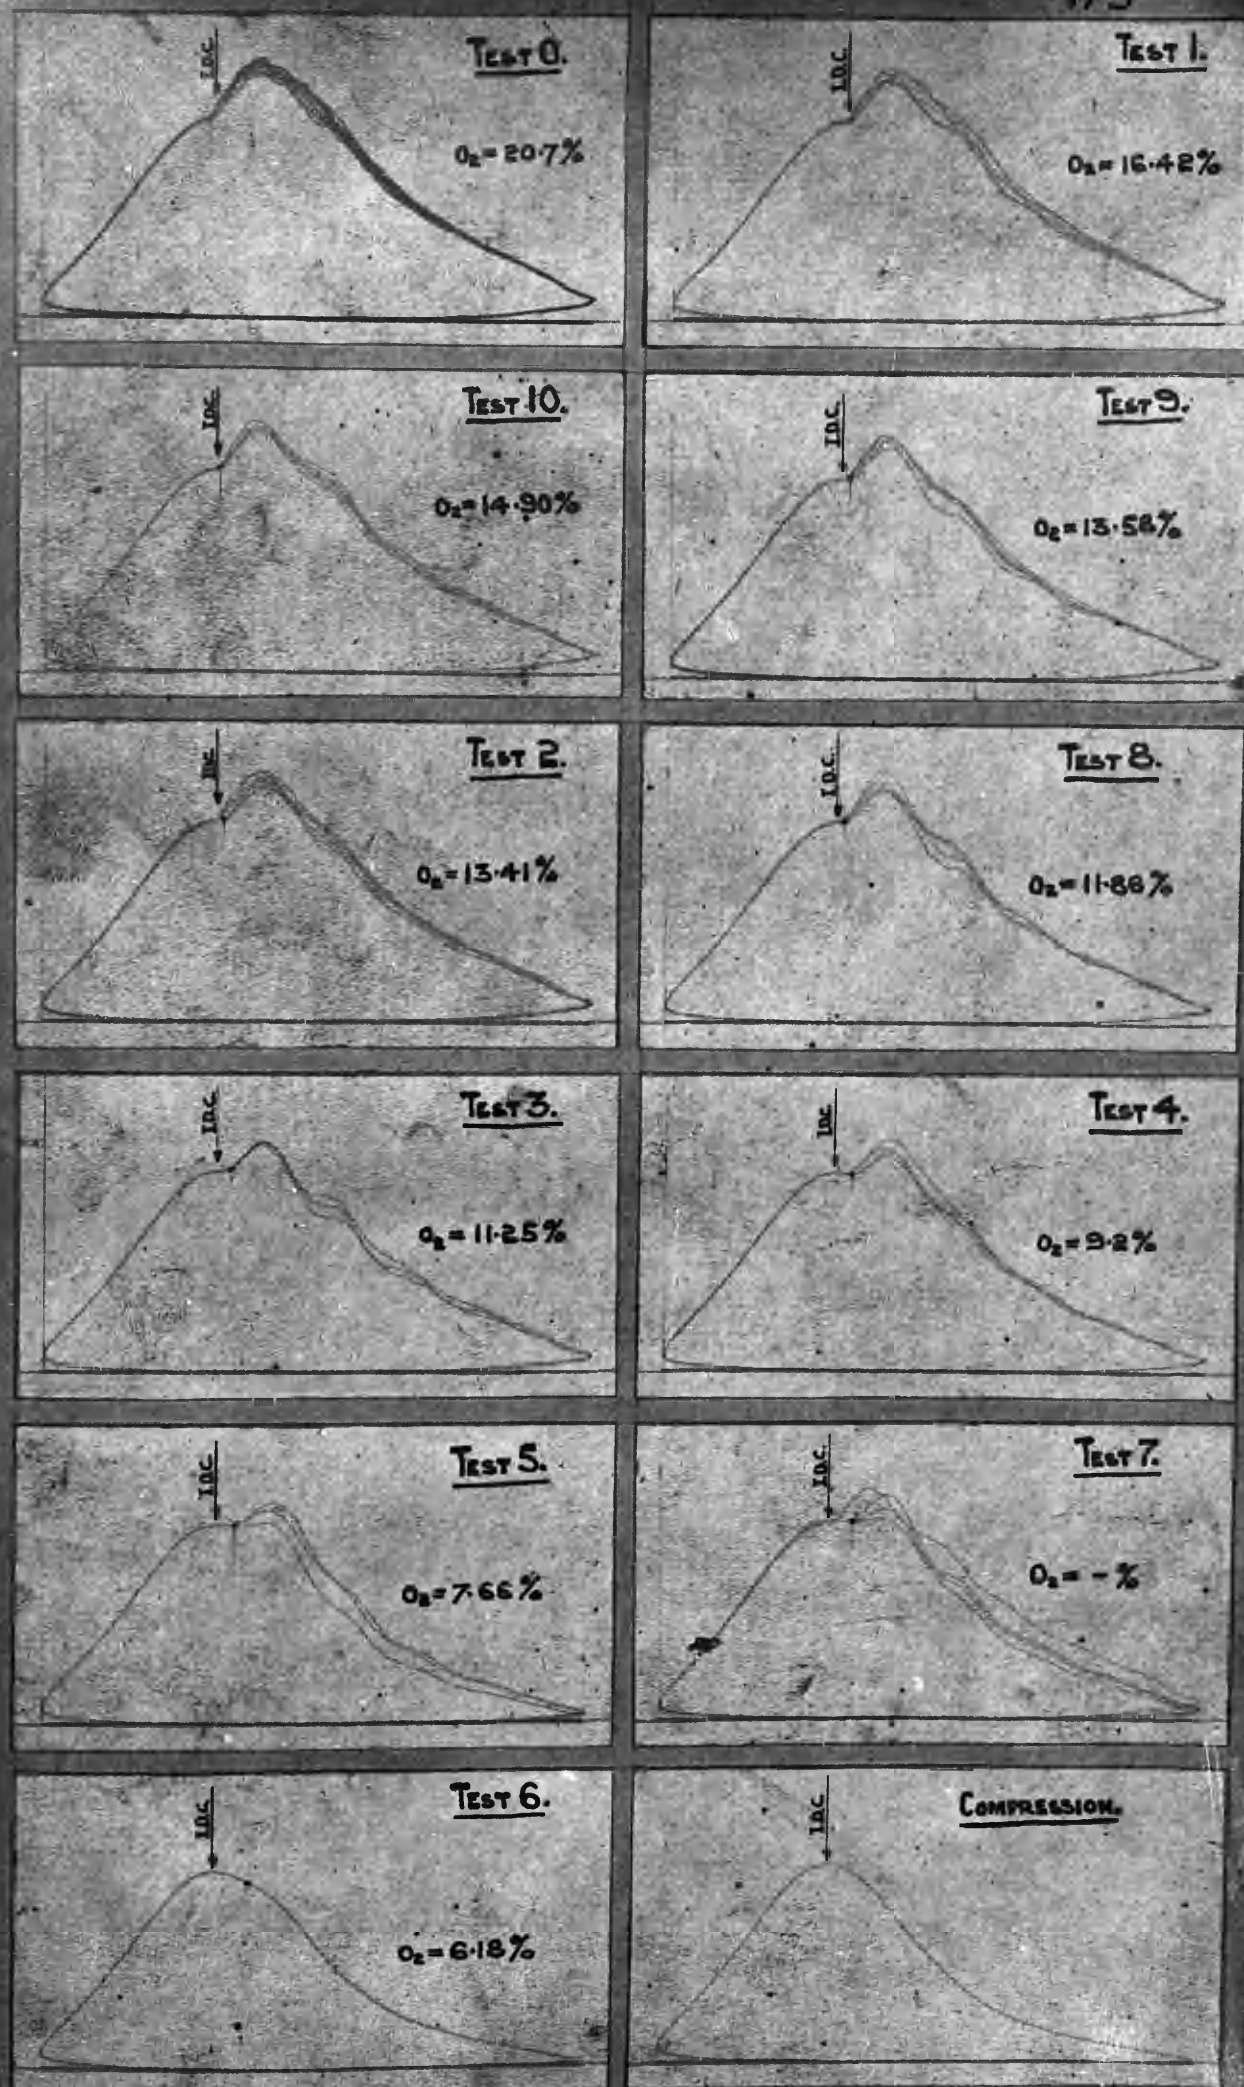 TEST 0.
I.D.C.
O₂=20·7%
TEST 1.
I.D.C.
O₂=16·42%
TEST 10.
I.D.C.
O₂=14·90%
TEST 9.
I.D.C.
O₂=13·58%
TEST 2.
I.D.C.
O₂=13·41%
TEST 8.
I.D.C.
O₂=11·88%
TEST 3.
I.D.C.
O₂=11·25%
TEST 4.
I.D.C.
O₂=9·2%
TEST 5.
I.D.C.
O₂=7·66%
TEST 7.
I.D.C.
O₂= - %
TEST 6.
I.D.C.
O₂=6·18%
COMPRESSION.
I.D.C.